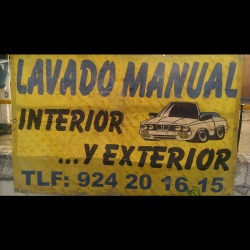 LAVADO MANUAL
INTERIOR
...Y EXTERIOR
TLF: 924 20 16 15